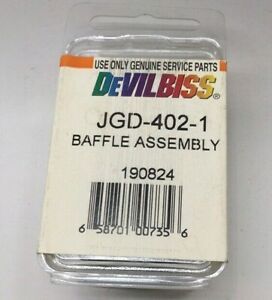 USE ONLY GENUINE SERVICE PARTS
DEVILBISS®
JGD-402-1
BAFFLE ASSEMBLY
190824
6 58701 00735 6